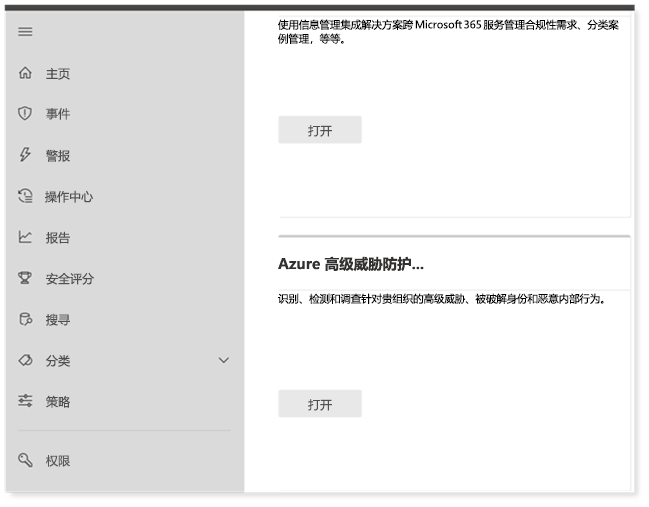 主页
事件
警报
操作中心
报告
安全评分
搜寻
分类
策略
权限
使用信息管理集成解决方案跨 Microsoft 365 服务管理合规性需求、分类案
例管理，等等。
打开
Azure 高级威胁防护...
识别、检测和调查针对贵组织的高级威胁、被破解身份和恶意内部行为。
打开